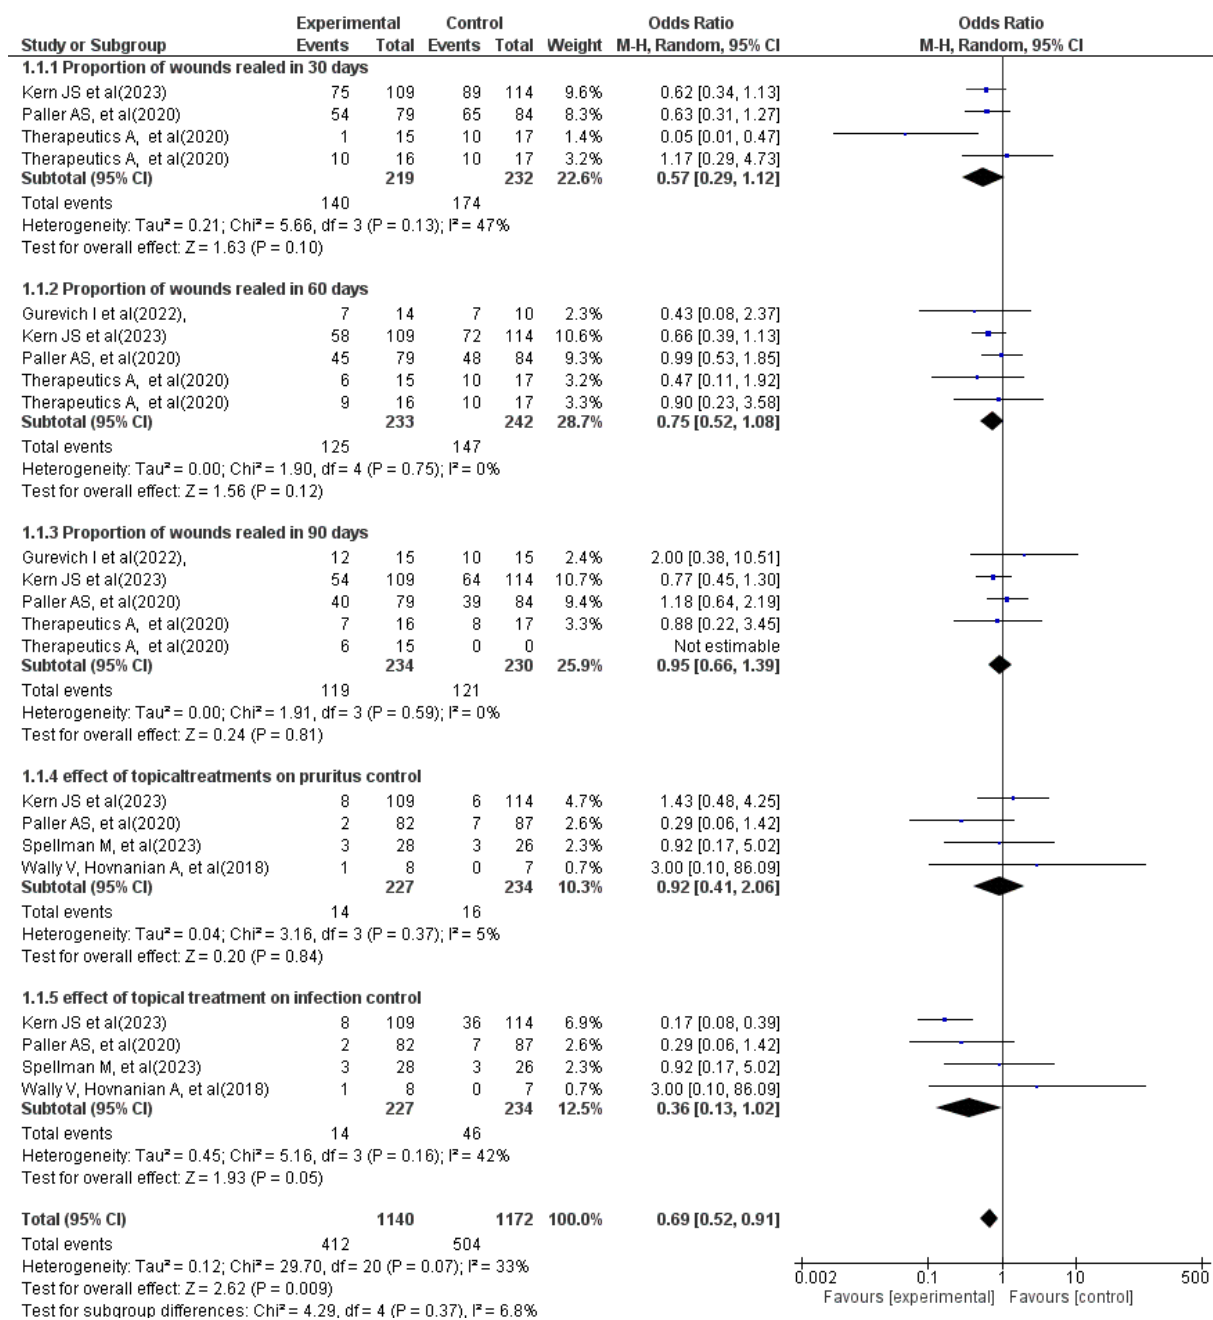 Experimental Control Odds Ratio Odds Ratio
Study or Subgroup Events Total Events Total Weight M-H, Random, 95% CI M-H, Random, 95% CI
1.1.1 Proportion of wounds realed in 30 days
Kern JS et al(2023) 75 109 89 114 9.6% 0.62 [0.34, 1.13]
Paller AS, et al(2020) 54 79 65 84 8.3% 0.63 [0.31, 1.27]
Therapeutics A, et al(2020) 1 15 10 17 1.4% 0.05 [0.01, 0.47]
Therapeutics A, et al(2020) 10 16 10 17 3.2% 1.17 [0.29, 4.73]
Subtotal (95% CI) 219 232 22.6% 0.57 [0.29, 1.12]
Total events 140 174
Heterogeneity: Tau² = 0.21; Chi² = 5.66, df = 3 (P = 0.13); I² = 47%
Test for overall effect: Z = 1.63 (P = 0.10)
1.1.2 Proportion of wounds realed in 60 days
Gurevich I et al(2022), 7 14 7 10 2.3% 0.43 [0.08, 2.37]
Kern JS et al(2023) 58 109 72 114 10.6% 0.66 [0.39, 1.13]
Paller AS, et al(2020) 45 79 48 84 9.3% 0.99 [0.53, 1.85]
Therapeutics A, et al(2020) 6 15 10 17 3.2% 0.47 [0.11, 1.92]
Therapeutics A, et al(2020) 9 16 10 17 3.3% 0.90 [0.23, 3.58]
Subtotal (95% CI) 233 242 28.7% 0.75 [0.52, 1.08]
Total events 125 147
Heterogeneity: Tau² = 0.00; Chi² = 1.90, df = 4 (P = 0.75); I² = 0%
Test for overall effect: Z = 1.56 (P = 0.12)
1.1.3 Proportion of wounds realed in 90 days
Gurevich I et al(2022), 12 15 10 15 2.4% 2.00 [0.38, 10.51]
Kern JS et al(2023) 54 109 64 114 10.7% 0.77 [0.45, 1.30]
Paller AS, et al(2020) 40 79 39 84 9.4% 1.18 [0.64, 2.19]
Therapeutics A, et al(2020) 7 16 8 17 3.3% 0.88 [0.22, 3.45]
Therapeutics A, et al(2020) 6 15 0 0 Not estimable
Subtotal (95% CI) 234 230 25.9% 0.95 [0.66, 1.39]
Total events 119 121
Heterogeneity: Tau² = 0.00; Chi² = 1.91, df = 3 (P = 0.59); I² = 0%
Test for overall effect: Z = 0.24 (P = 0.81)
1.1.4 effect of topicaltreatments on pruritus control
Kern JS et al(2023) 8 109 6 114 4.7% 1.43 [0.48, 4.25]
Paller AS, et al(2020) 2 82 7 87 2.6% 0.29 [0.06, 1.42]
Spellman M, et al(2023) 3 28 3 26 2.3% 0.92 [0.17, 5.02]
Wally V, Hovnanian A, et al(2018) 1 8 0 7 0.7% 3.00 [0.10, 86.09]
Subtotal (95% CI) 227 234 10.3% 0.92 [0.41, 2.06]
Total events 14 16
Heterogeneity: Tau² = 0.04; Chi² = 3.16, df = 3 (P = 0.37); I² = 5%
Test for overall effect: Z = 0.20 (P = 0.84)
1.1.5 effect of topical treatment on infection control
Kern JS et al(2023) 8 109 36 114 6.9% 0.17 [0.08, 0.39]
Paller AS, et al(2020) 2 82 7 87 2.6% 0.29 [0.06, 1.42]
Spellman M, et al(2023) 3 28 3 26 2.3% 0.92 [0.17, 5.02]
Wally V, Hovnanian A, et al(2018) 1 8 0 7 0.7% 3.00 [0.10, 86.09]
Subtotal (95% CI) 227 234 12.5% 0.36 [0.13, 1.02]
Total events 14 46
Heterogeneity: Tau² = 0.45; Chi² = 5.16, df = 3 (P = 0.16); I² = 42%
Test for overall effect: Z = 1.93 (P = 0.05)
Total (95% CI) 1140 1172 100.0% 0.69 [0.52, 0.91]
Total events 412 504
Heterogeneity: Tau² = 0.12; Chi² = 29.70, df = 20 (P = 0.07); I² = 33%
Test for overall effect: Z = 2.62 (P = 0.009)
Test for subgroup differences: Chi² = 4.29, df = 4 (P = 0.37), I² = 6.8%
0.002 0.1 1 10 500
Favours [experimental] Favours [control]